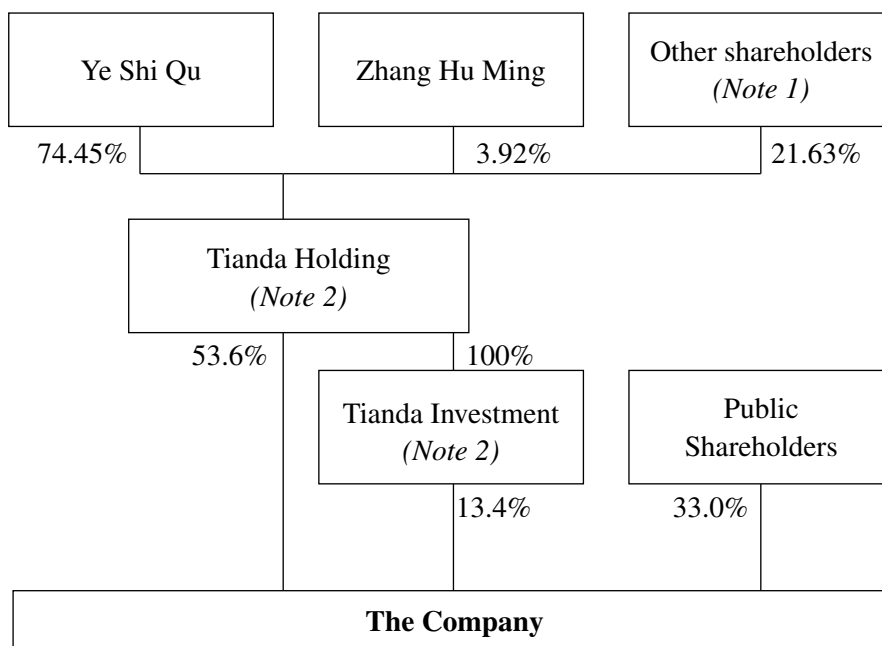 Ye Shi Qu
Zhang Hu Ming
Other shareholders
(Note 1)
74.45%
3.92%
21.63%
Tianda Holding
(Note 2)
53.6%
100%
Tianda Investment
(Note 2)
Public
Shareholders
13.4%
33.0%
The Company